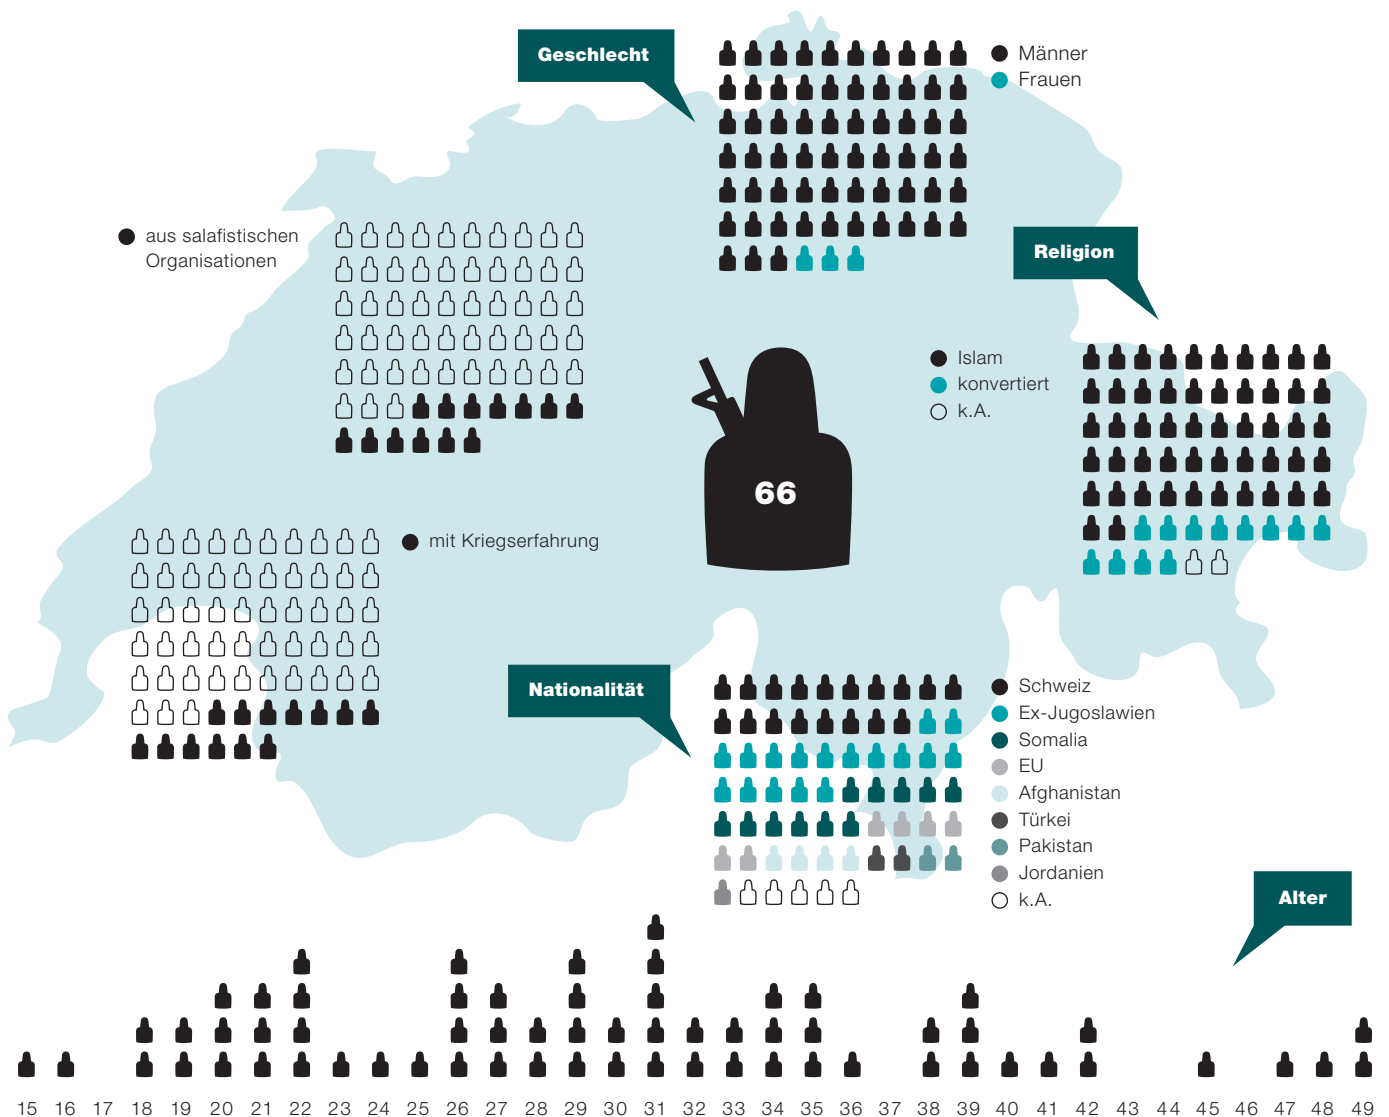 Geschlecht
Männer
Frauen
aus salafistischen
Organisationen
Religion
Islam
konvertiert
k.A.
66
mit Kriegserfahrung
Nationalität
Schweiz
Ex-Jugoslawien
Somalia
EU
Afghanistan
Türkei
Pakistan
Jordanien
k.A.
Alter
15 16 17 18 19 20 21 22 23 24 25 26 27 28 29 30 31 32 33 34 35 36 37 38 39 40 41 42 43 44 45 46 47 48 49